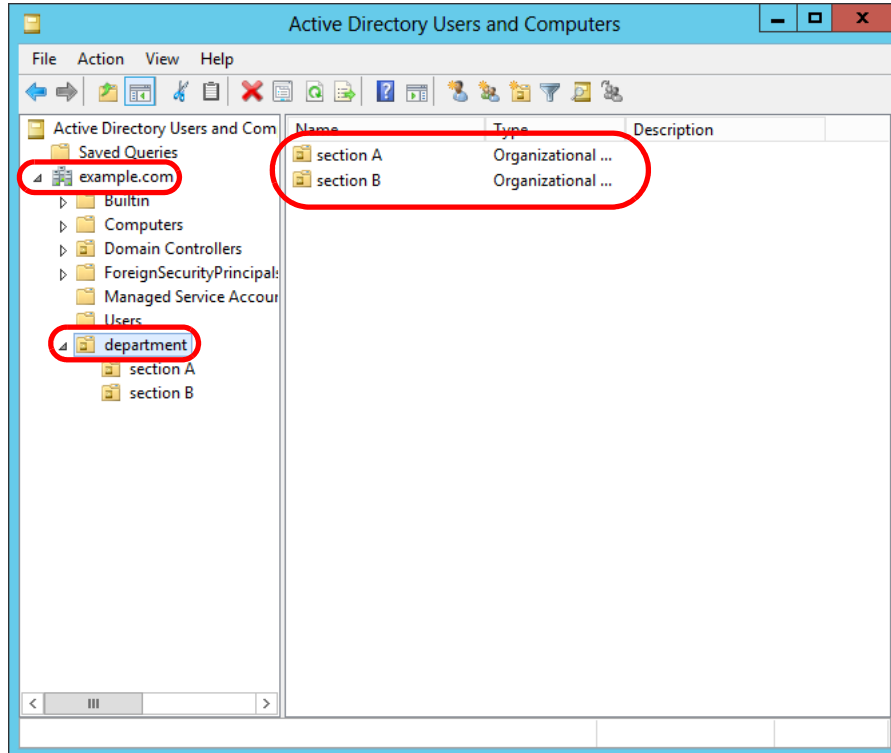 Active Directory Users and Computers
File Action View Help
Active Directory Users and Com
Saved Queries
example.com
Builtin
Computers
Domain Controllers
ForeignSecurityPrincipals
Managed Service Accour
Users
department
section A
section B
Name Type Description
section A Organizational ...
section B Organizational ...